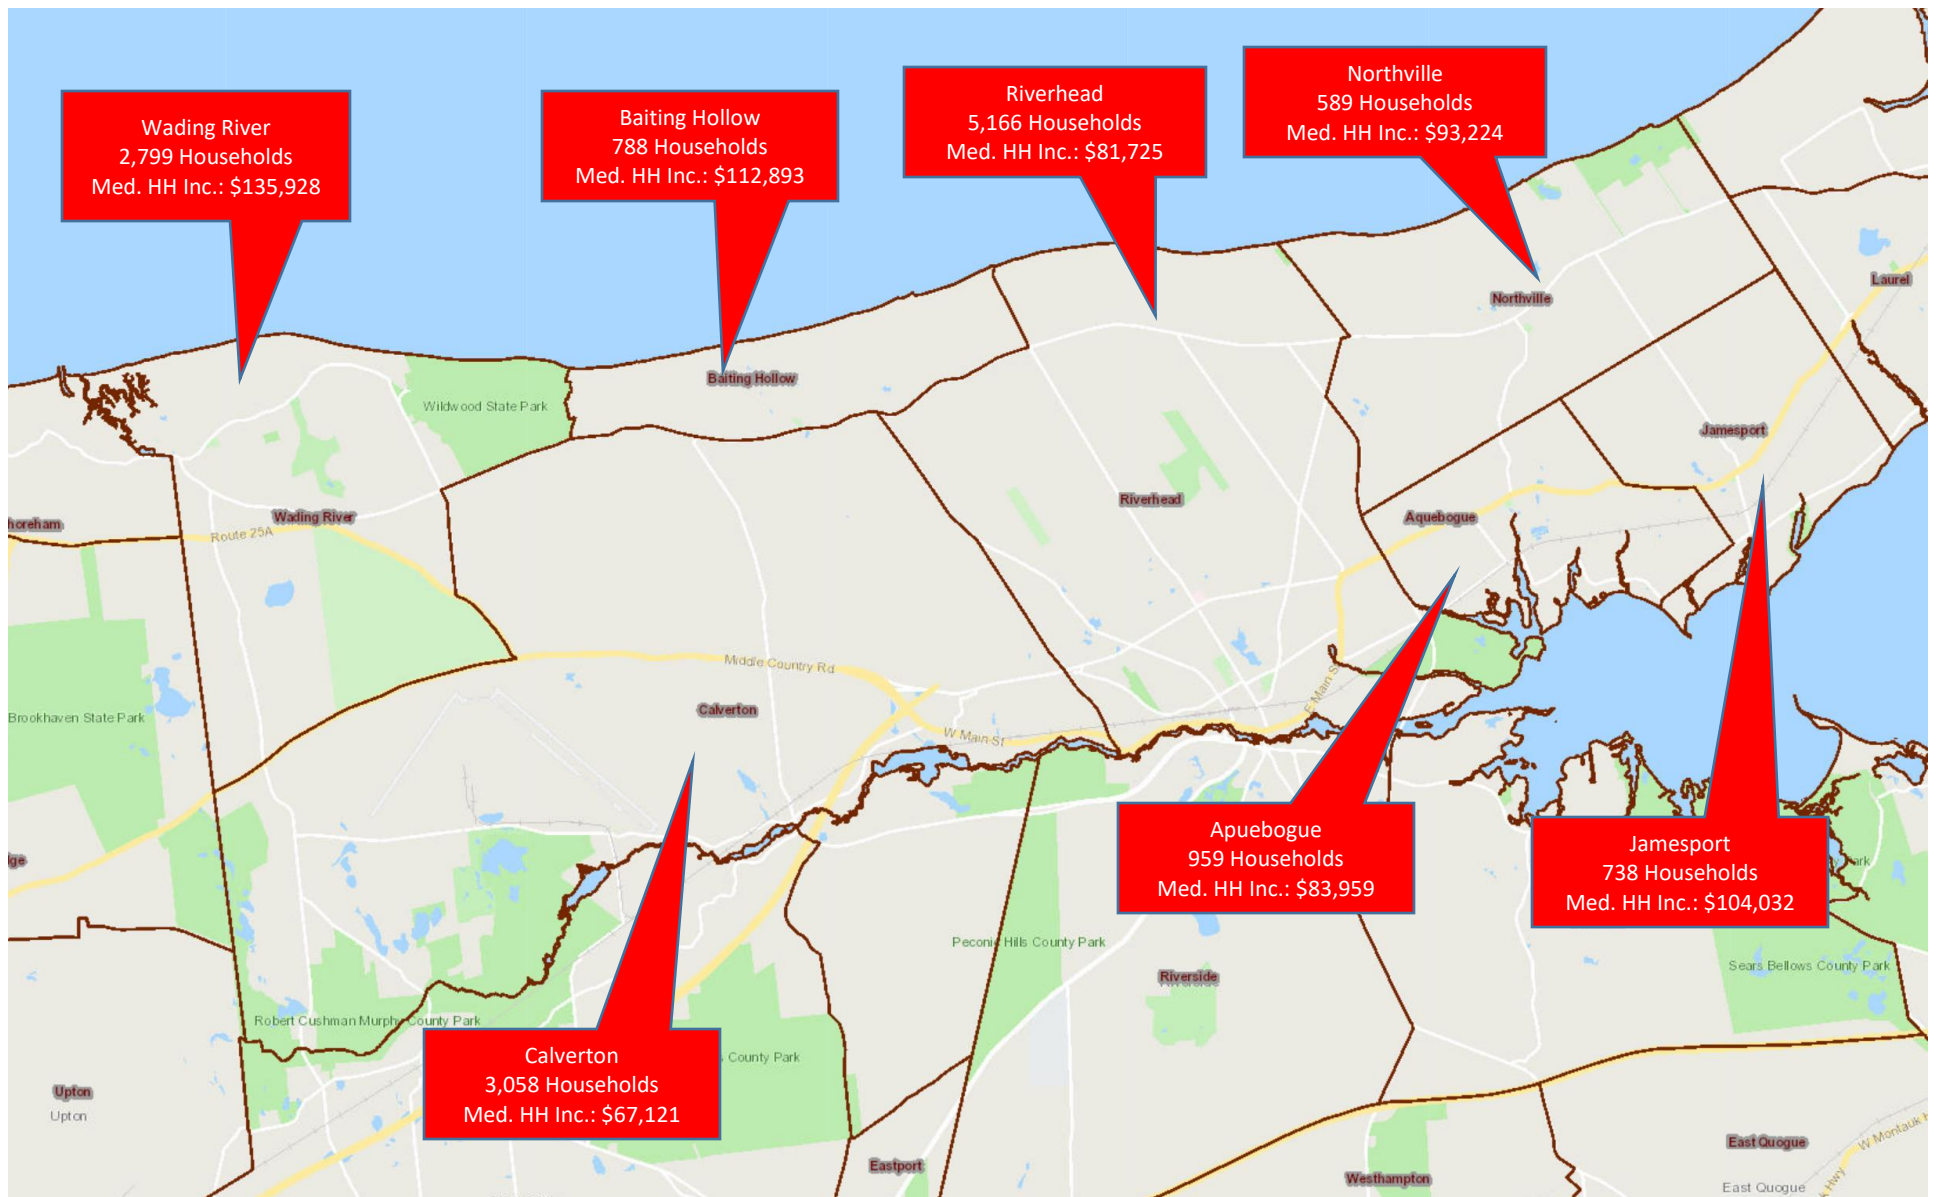 Wading River
2,799 Households
Med. HH Inc.: $135,928
Baiting Hollow
788 Households
Med. HH Inc.: $112,893
Riverhead
5,166 Households
Med. HH Inc.: $81,725
Northville
589 Households
Med. HH Inc.: $93,224
Laurel
Northville
Baiting Hollow
Wildwood State Park
Jamesport
Riverhead
Aquebogue
Wading River
horeham
Route 25A
Middle Country Rd
Calverton
Brookhaven State Park
W Main St
E Main St
Apuebogue
959 Households
Med. HH Inc.: $83,959
Jamesport
738 Households
Med. HH Inc.: $104,032
y Park
lge
Peconic Hills County Park
Sears Bellows County Park
Riverside
Riverside
Robert Cushman Murphy County Park
Calverton
3,058 Households
Med. HH Inc.: $67,121
s County Park
Upton
Upton
East Quogue
W Montauk H
Eastport
Westhampton
East Quogue
k Hwy